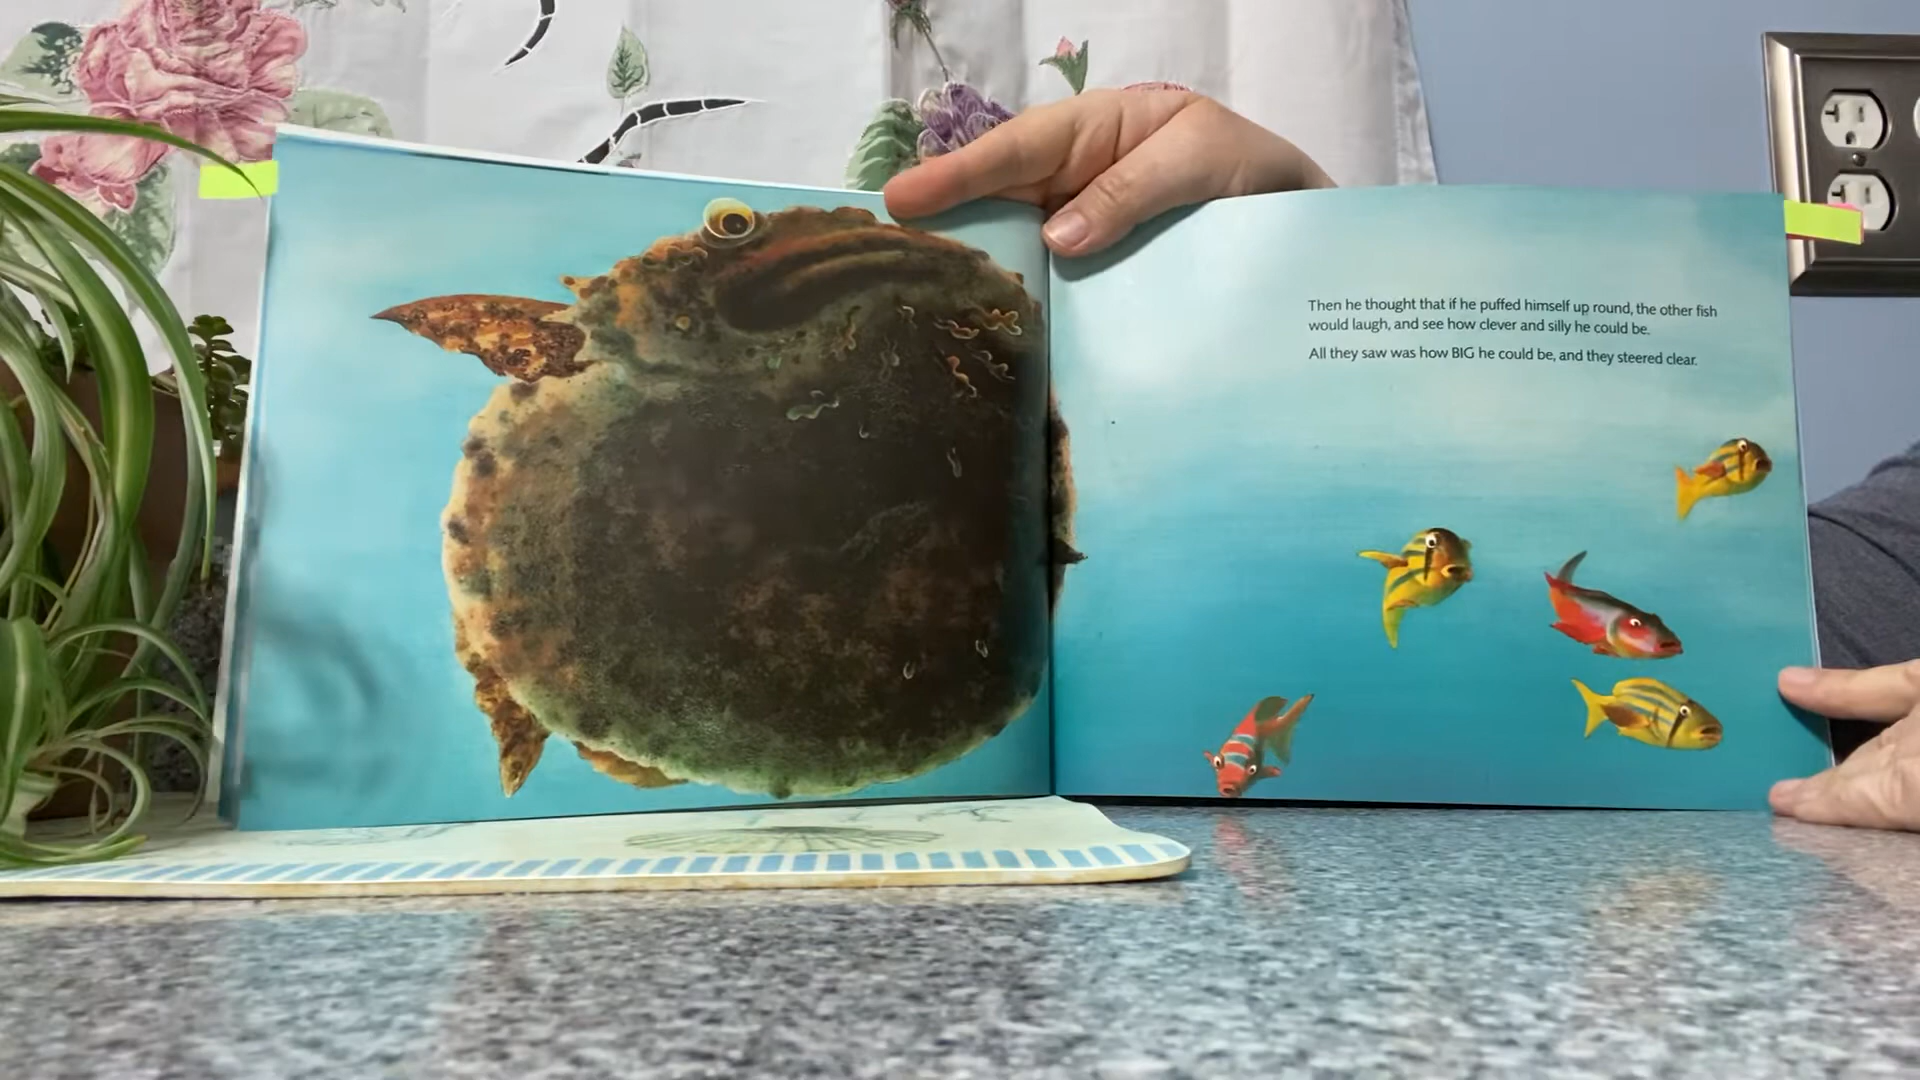 Then he thought that if he puffed himself up round, the other fish
would laugh, and see how clever and silly he could be.
All they saw was how BIG he could be, and they steered clear.